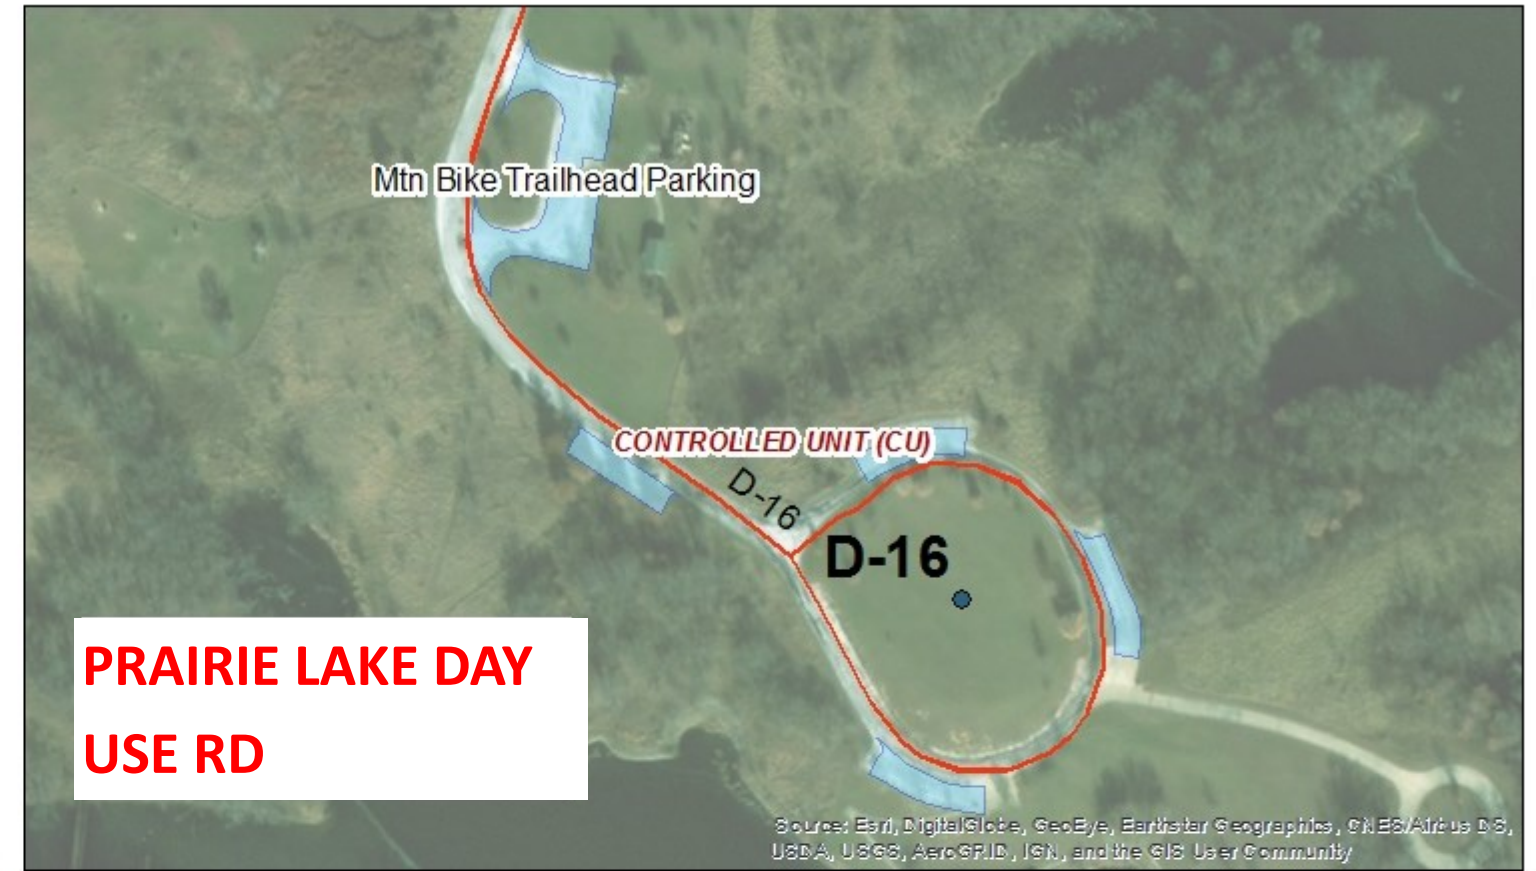 Mtn Bike Trailhead Parking
CONTROLLED UNIT (CU)
D-16
D-16
PRAIRIE LAKE DAY
USE RD
Source: Esri, DigitalGlobe, GeoEye, Earthstar Geographics, CNES/Airbus DS,
USDA, USGS, AeroGRID, IGN, and the GIS User Community